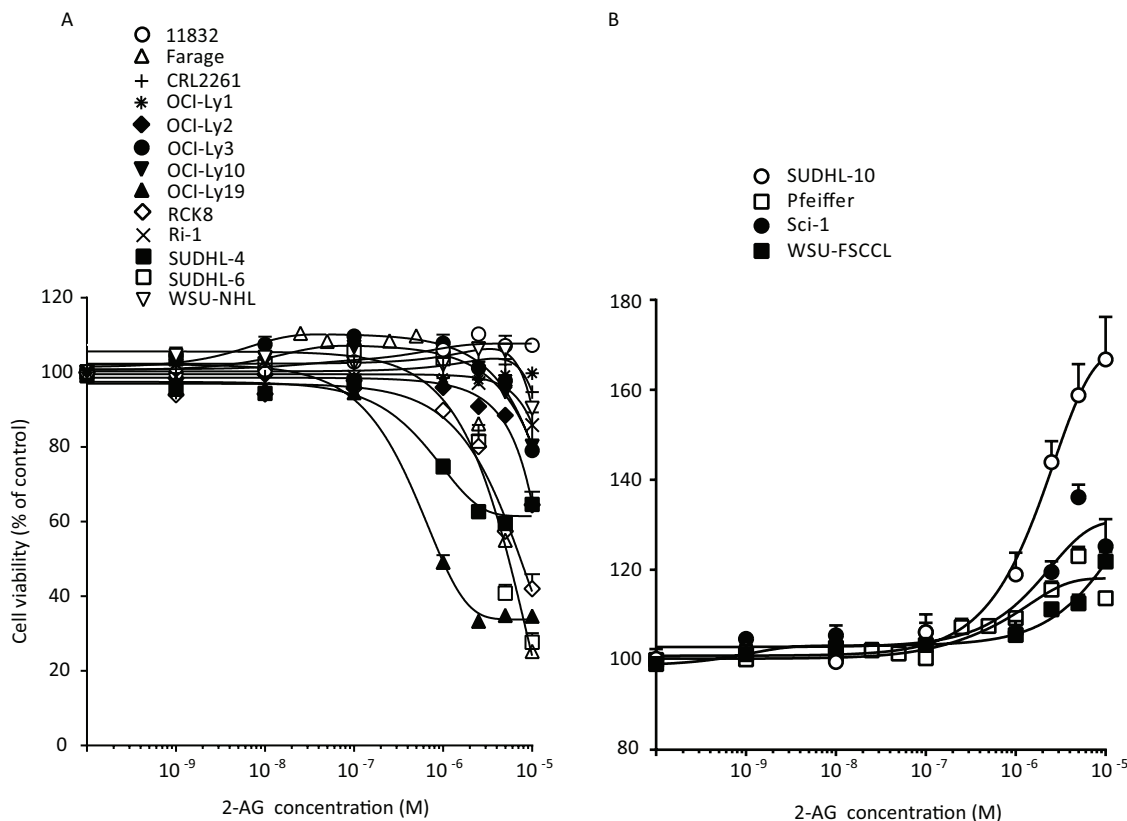 A
11832
Farage
CRL2261
OCI-Ly1
OCI-Ly2
OCI-Ly3
OCI-Ly10
OCI-Ly19
RCK8
Ri-1
SUDHL-4
SUDHL-6
WSU-NHL
120
100
80
60
40
20
0
Cell viability (% of control)
10⁻⁹ 10⁻⁸ 10⁻⁷ 10⁻⁶ 10⁻⁵
2-AG concentration (M)
B
SUDHL-10
Pfeiffer
Sci-1
WSU-FSCCL
180
160
140
120
100
80
10⁻⁹ 10⁻⁸ 10⁻⁷ 10⁻⁶ 10⁻⁵
2-AG concentration (M)